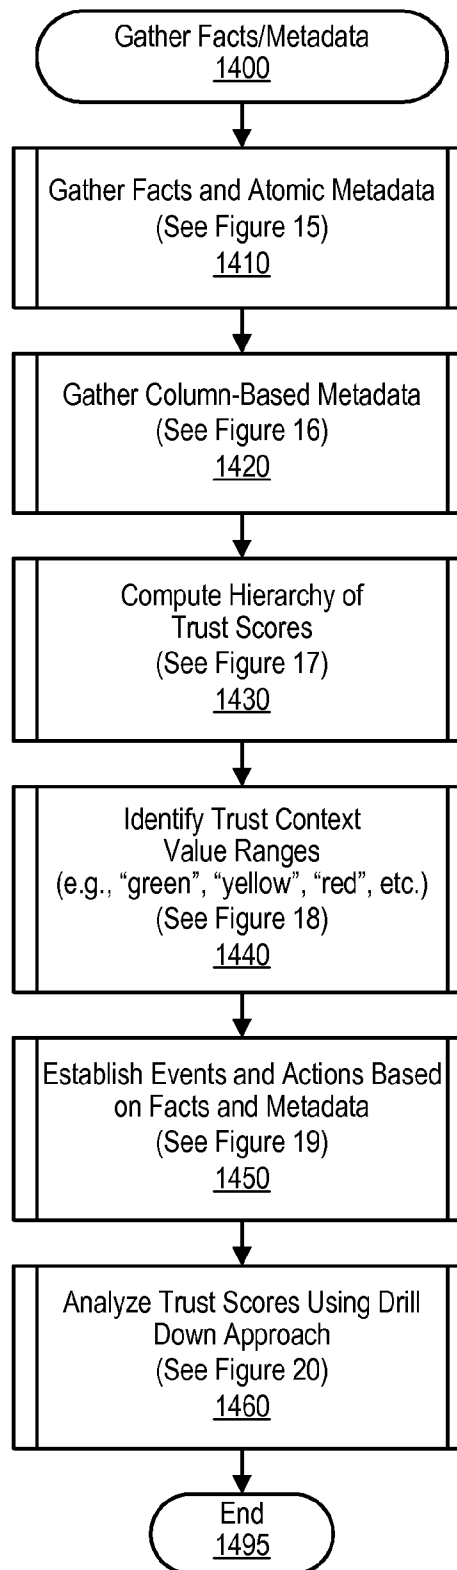 Gather Facts/Metadata
1400
Gather Facts and Atomic Metadata
(See Figure 15)
1410
Gather Column-Based Metadata
(See Figure 16)
1420
Compute Hierarchy of
Trust Scores
(See Figure 17)
1430
Identify Trust Context
Value Ranges
(e.g., “green”, “yellow”, “red”, etc.)
(See Figure 18)
1440
Establish Events and Actions Based
on Facts and Metadata
(See Figure 19)
1450
Analyze Trust Scores Using Drill
Down Approach
(See Figure 20)
1460
End
1495